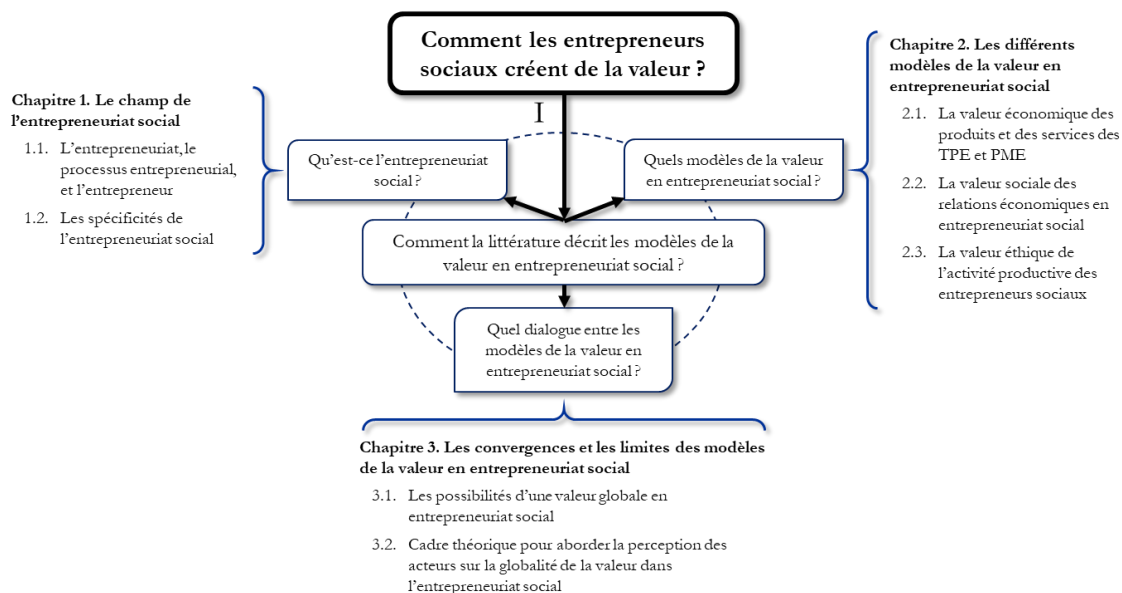 Comment les entrepreneurs
sociaux créent de la valeur ?
I
Chapitre 1. Le champ de
l'entrepreneuriat social
1.1. L'entrepreneuriat, le
processus entrepreneurial,
et l'entrepreneur
1.2. Les spécificités de
l'entrepreneuriat social
Qu'est-ce l'entrepreneuriat
social ?
Quels modèles de la valeur
en entrepreneuriat social ?
Chapitre 2. Les différents
modèles de la valeur en
entrepreneuriat social
2.1. La valeur économique des
produits et des services des
TPE et PME
2.2. La valeur sociale des
relations économiques en
entrepreneuriat social
2.3. La valeur éthique de
l'activité productive des
entrepreneurs sociaux
Comment la littérature décrit les modèles de la
valeur en entrepreneuriat social ?
Quel dialogue entre les
modèles de la valeur en
entrepreneuriat social ?
Chapitre 3. Les convergences et les limites des modèles
de la valeur en entrepreneuriat social
3.1. Les possibilités d'une valeur globale en
entrepreneuriat social
3.2. Cadre théorique pour aborder la perception des
acteurs sur la globalité de la valeur dans
l'entrepreneuriat social